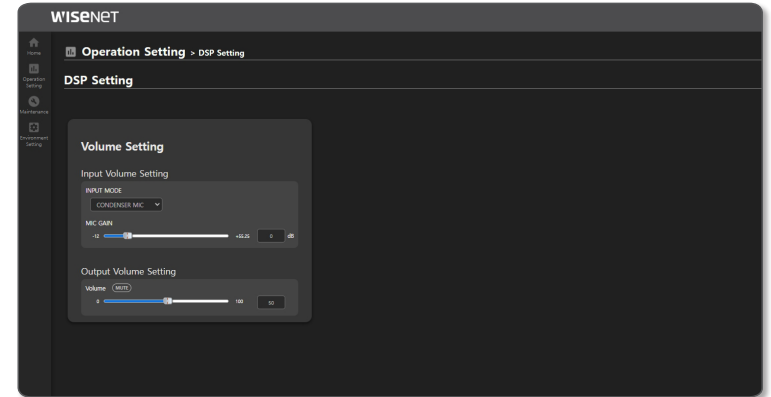 WISENET
Home
Operation Setting > DSP Setting
Operation
Setting
DSP Setting
Maintenance
Environment
Setting
Volume Setting
Input Volume Setting
INPUT MODE
CONDENSER MIC
MIC GAIN
-12 +55.25 0 dB
Output Volume Setting
Volume MUTE
0 100 50